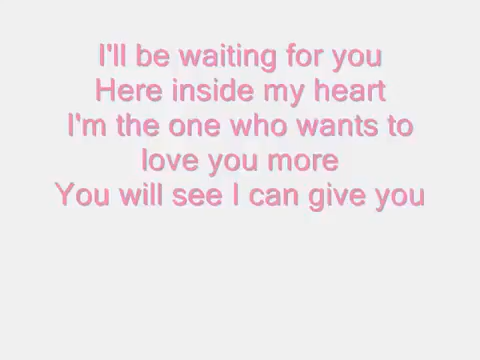 I'll be waiting for you
Here inside my heart
I'm the one who wants to
love you more
You will see I can give you